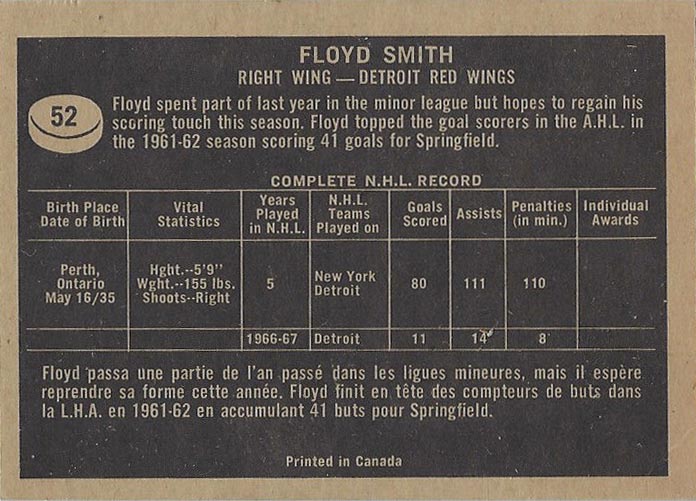 FLOYD SMITH
RIGHT WING — DETROIT RED WINGS
52
Floyd spent part of last year in the minor league but hopes to regain his
scoring touch this season. Floyd topped the goal scorers in the A.H.L. in
the 1961-62 season scoring 41 goals for Springfield.
COMPLETE N.H.L. RECORD
Birth Place
Date of Birth
Vital
Statistics
Years
Played
in N.H.L.
N.H.L.
Teams
Played on
Goals
Scored
Assists
Penalties
(in min.)
Individual
Awards
Perth,
Ontario
May 16/35
Hght.--5'9"
Wght.--155 lbs.
Shoots--Right
5
New York
Detroit
80
111
110
1966-67
Detroit
11
14
8
Floyd passa une partie de l'an passé dans les ligues mineures, mais il espère
reprendre sa forme cette année. Floyd finit en tête des compteurs de buts dans
la L.H.A. en 1961-62 en accumulant 41 buts pour Springfield.
Printed in Canada